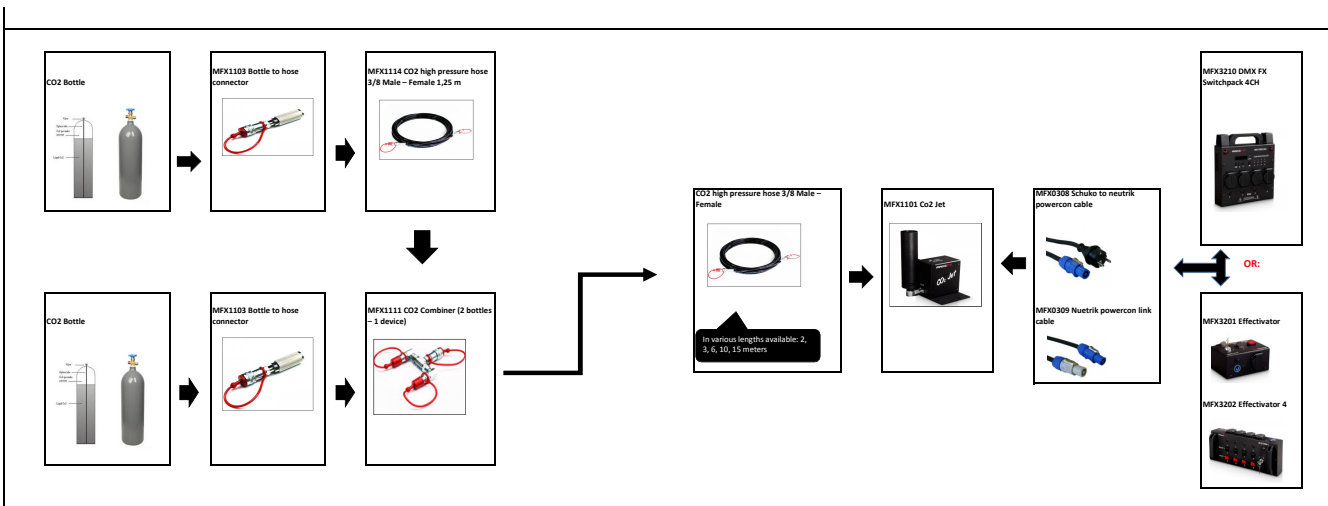 CO2 Bottle
MFX1103 Bottle to hose
connector
MFX1114 CO2 high pressure hose
3/8 Male – Female 1,25 m
CO2 Bottle
MFX1103 Bottle to hose
connector
MFX1111 CO2 Combiner (2 bottles
– 1 device)
CO2 high pressure hose 3/8 Male –
Female
In various lengths available: 2,
3, 6, 10, 15 meters
MFX1101 Co2 Jet
CO2 Jet
MFX0308 Schuko to neutrik
powercon cable
MFX0309 Nuetrik powercon link
cable
MFX3210 DMX FX
Switchpack 4CH
OR:
MFX3201 Effectivator
MFX3202 Effectivator 4